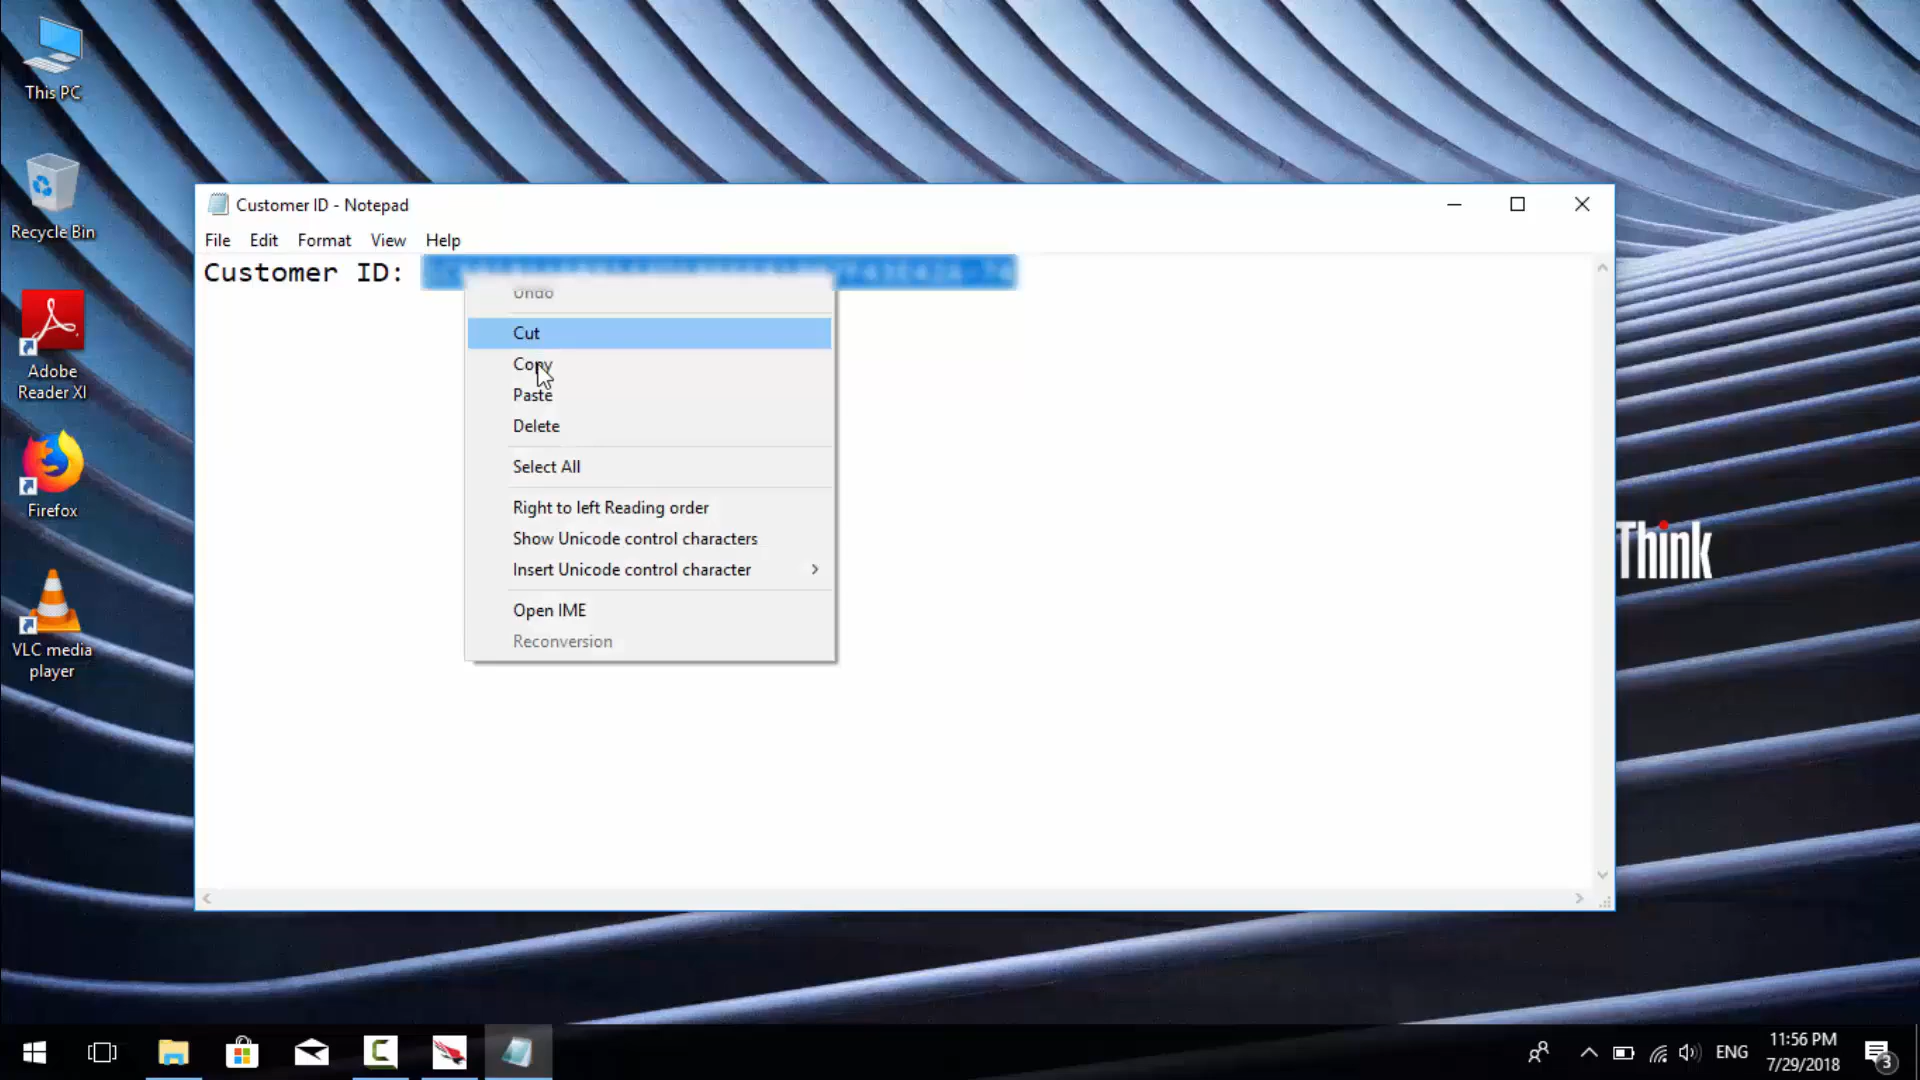 This PC
Recycle Bin
Adobe
Reader XI
Firefox
VLC media
player
Customer ID - Notepad
File Edit Format View Help
Customer ID:
Undo
Cut
Copy
Paste
Delete
Select All
Right to left Reading order
Show Unicode control characters
Insert Unicode control character
Open IME
Reconversion
Think
ENG
11:56 PM
7/29/2018
3